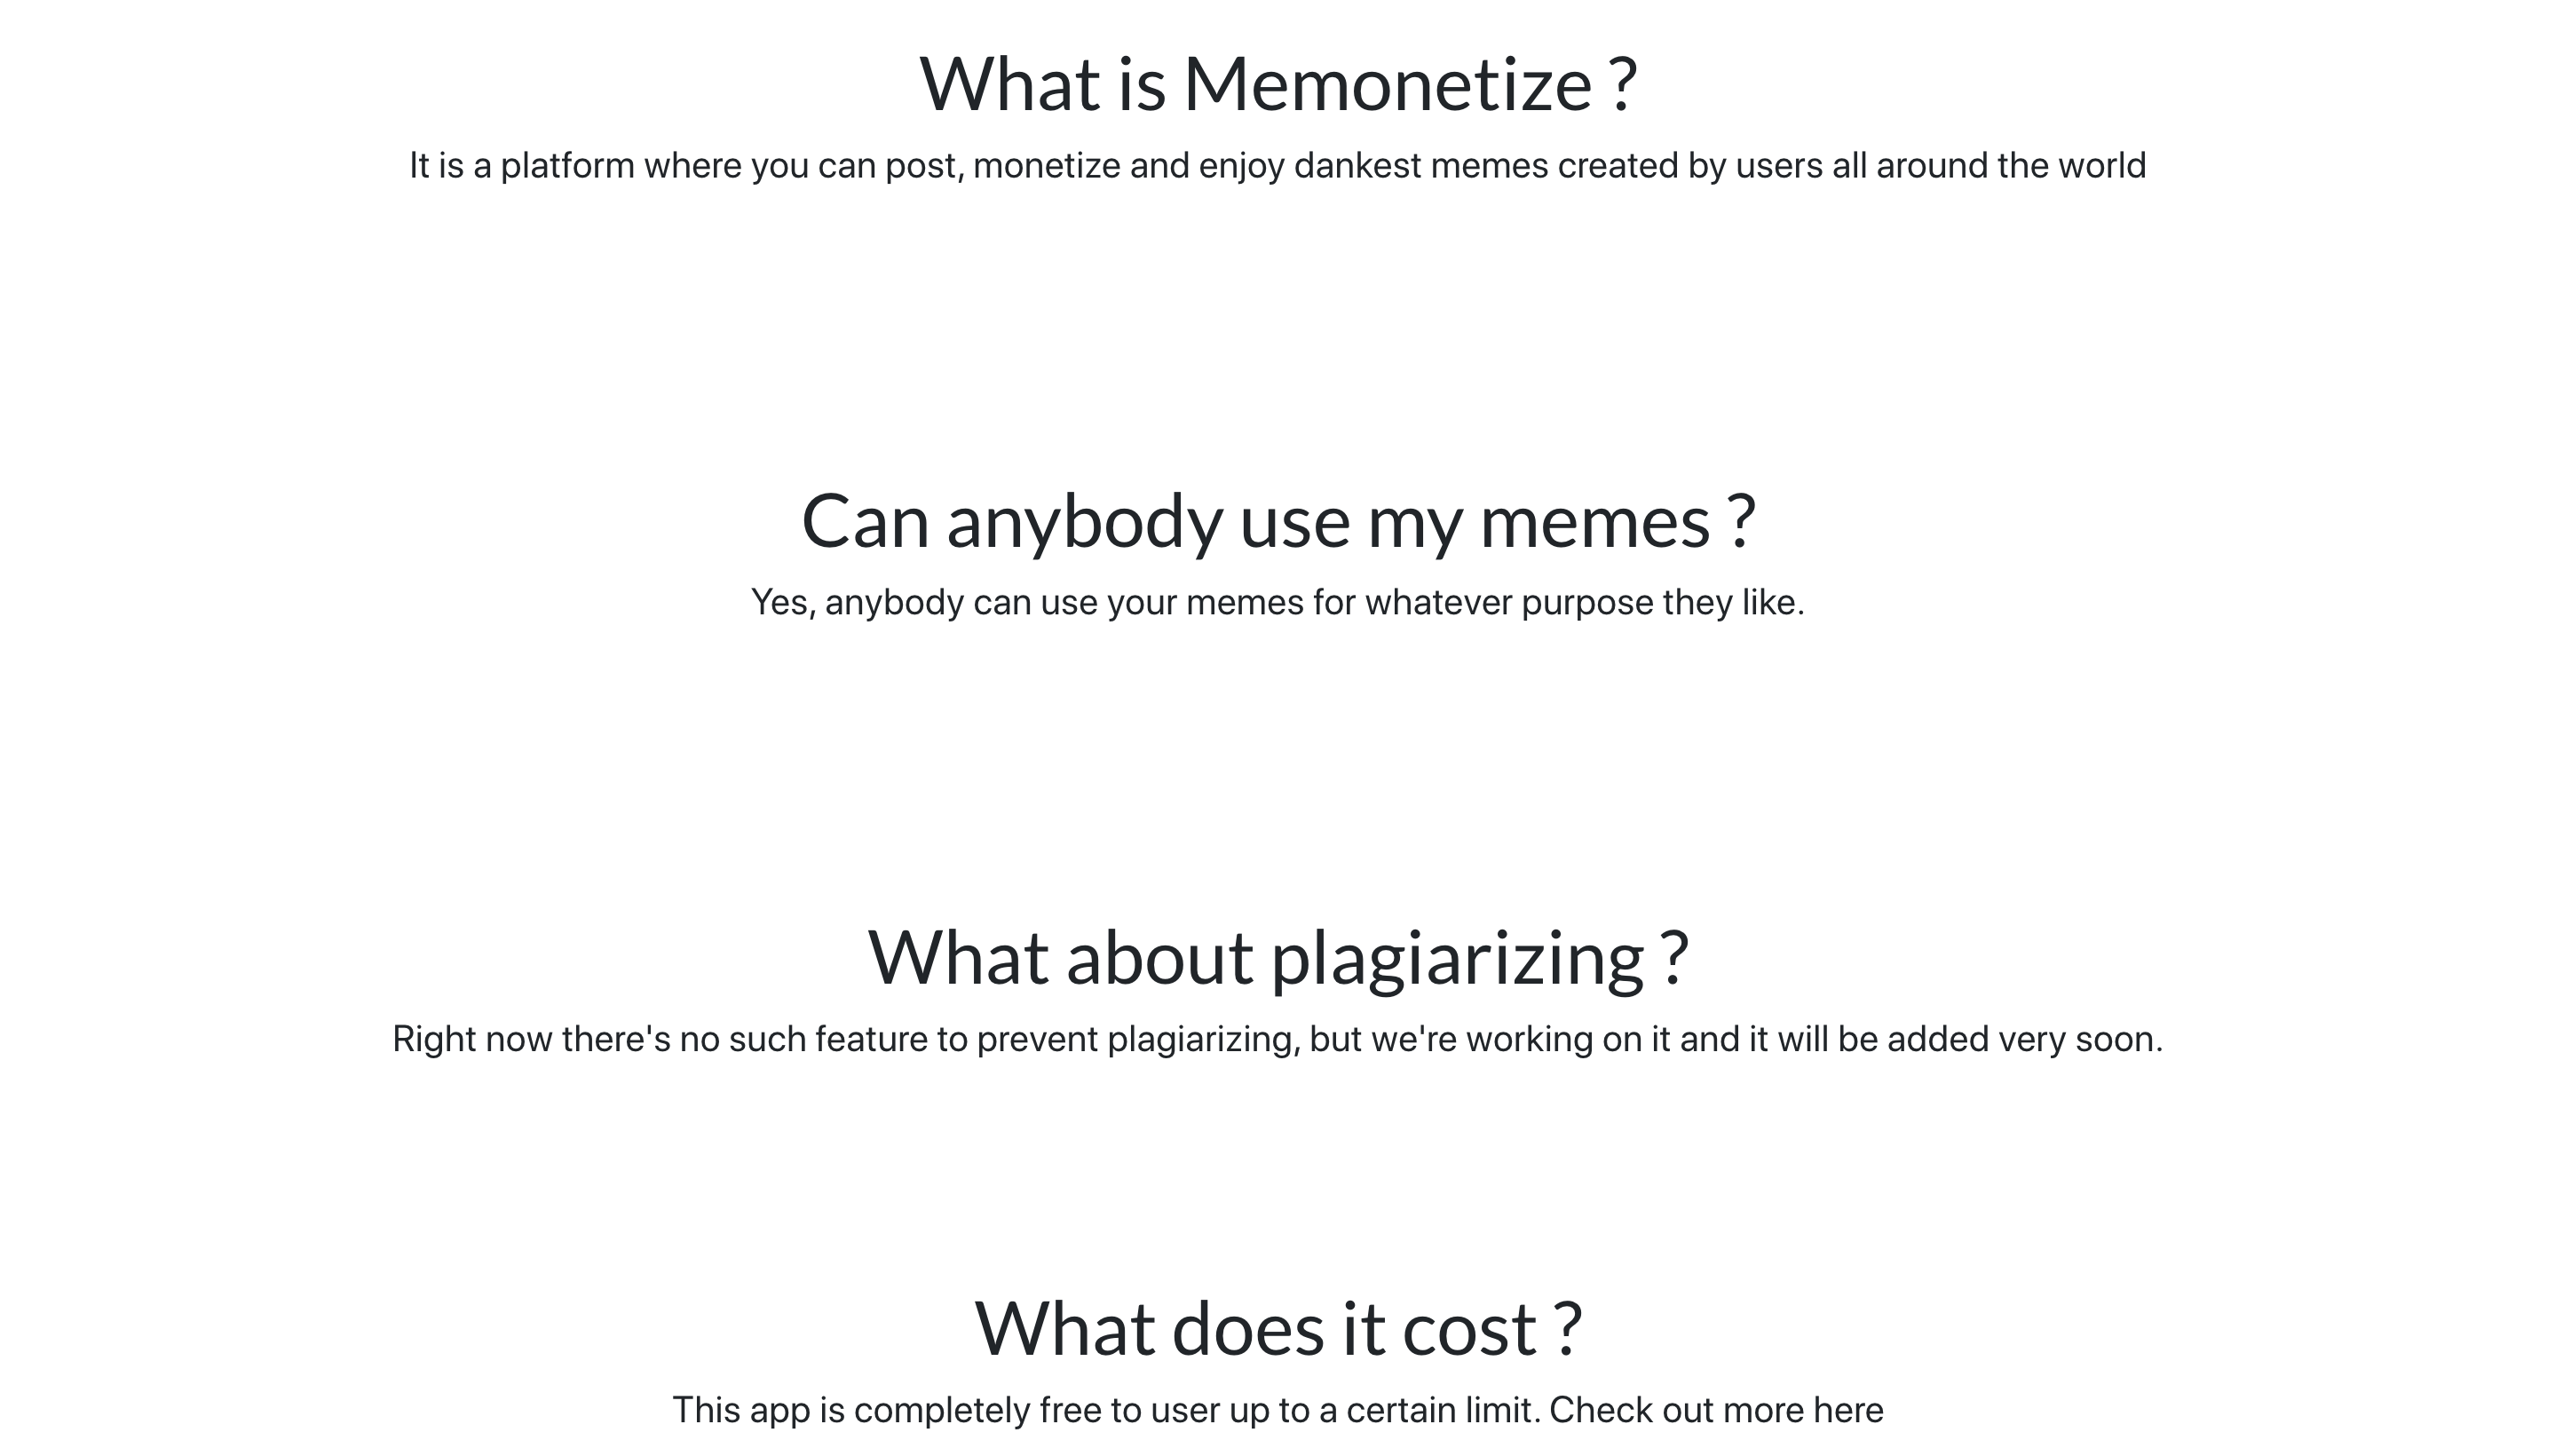 What is Memonetize ?
It is a platform where you can post, monetize and enjoy dankest memes created by users all around the world
Can anybody use my memes ?
Yes, anybody can use your memes for whatever purpose they like.
What about plagiarizing ?
Right now there's no such feature to prevent plagiarizing, but we're working on it and it will be added very soon.
What does it cost ?
This app is completely free to user up to a certain limit. Check out more here